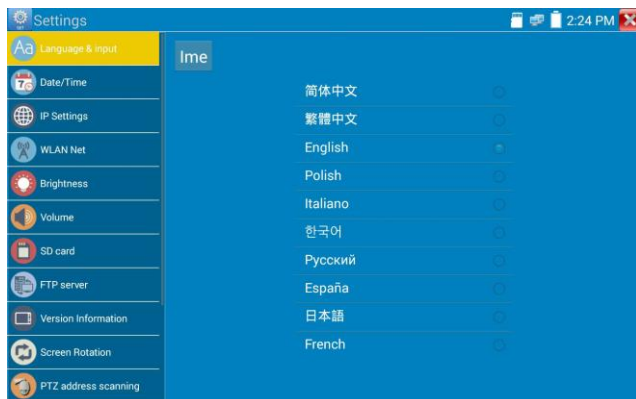 Settings
2:24 PM
Language & input
Date/Time
IP Settings
WLAN Net
Brightness
Volume
SD card
FTP server
Version Information
Screen Rotation
PTZ address scanning
Ime
简体中文
繁體中文
English
Polish
Italiano
한국어
Русский
España
日本語
French